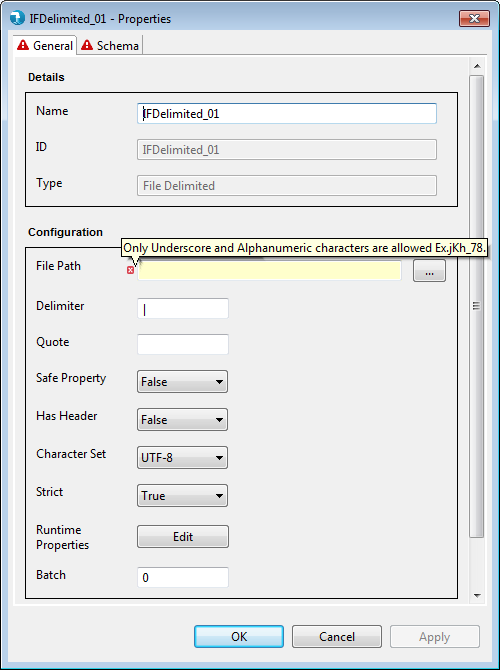 IFDelimited_01 - Properties
General
Schema
Details
Name
IFDelimited_01
ID
IFDelimited_01
Type
File Delimited
Configuration
Only Underscore and Alphanumeric characters are allowed Ex.jKh_78.
File Path
...
Delimiter
|
Quote
Safe Property
False
Has Header
False
Character Set
UTF-8
Strict
True
Runtime
Properties
Edit
Batch
0
OK
Cancel
Apply